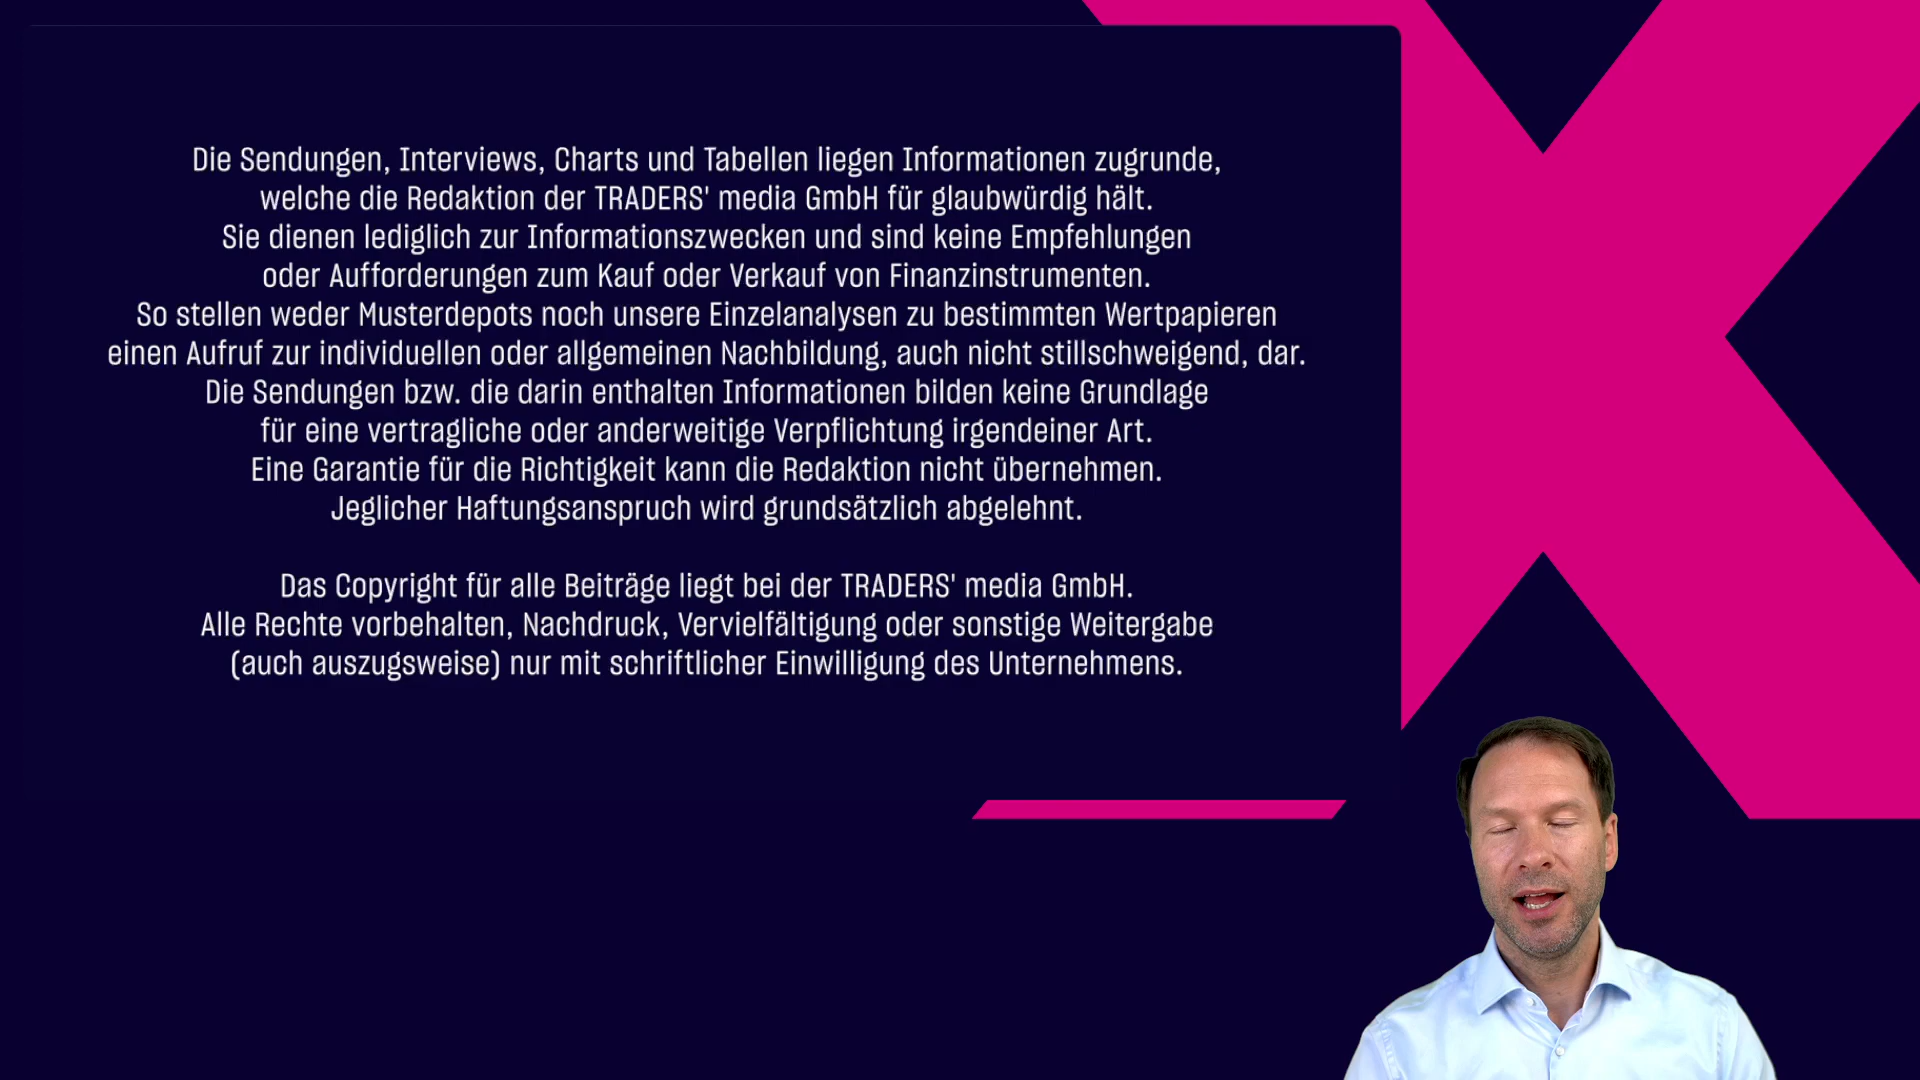 Die Sendungen, Interviews, Charts und Tabellen liegen Informationen zugrunde,
welche die Redaktion der TRADERS' media GmbH für glaubwürdig hält.
Sie dienen lediglich zur Informationszwecken und sind keine Empfehlungen
oder Aufforderungen zum Kauf oder Verkauf von Finanzinstrumenten.
So stellen weder Musterdepots noch unsere Einzelanalysen zu bestimmten Wertpapieren
einen Aufruf zur individuellen oder allgemeinen Nachbildung, auch nicht stillschweigend, dar.
Die Sendungen bzw. die darin enthalten Informationen bilden keine Grundlage
für eine vertragliche oder anderweitige Verpflichtung irgendeiner Art.
Eine Garantie für die Richtigkeit kann die Redaktion nicht übernehmen.
Jeglicher Haftungsanspruch wird grundsätzlich abgelehnt.
Das Copyright für alle Beiträge liegt bei der TRADERS' media GmbH.
Alle Rechte vorbehalten, Nachdruck, Vervielfältigung oder sonstige Weitergabe
(auch auszugsweise) nur mit schriftlicher Einwilligung des Unternehmens.